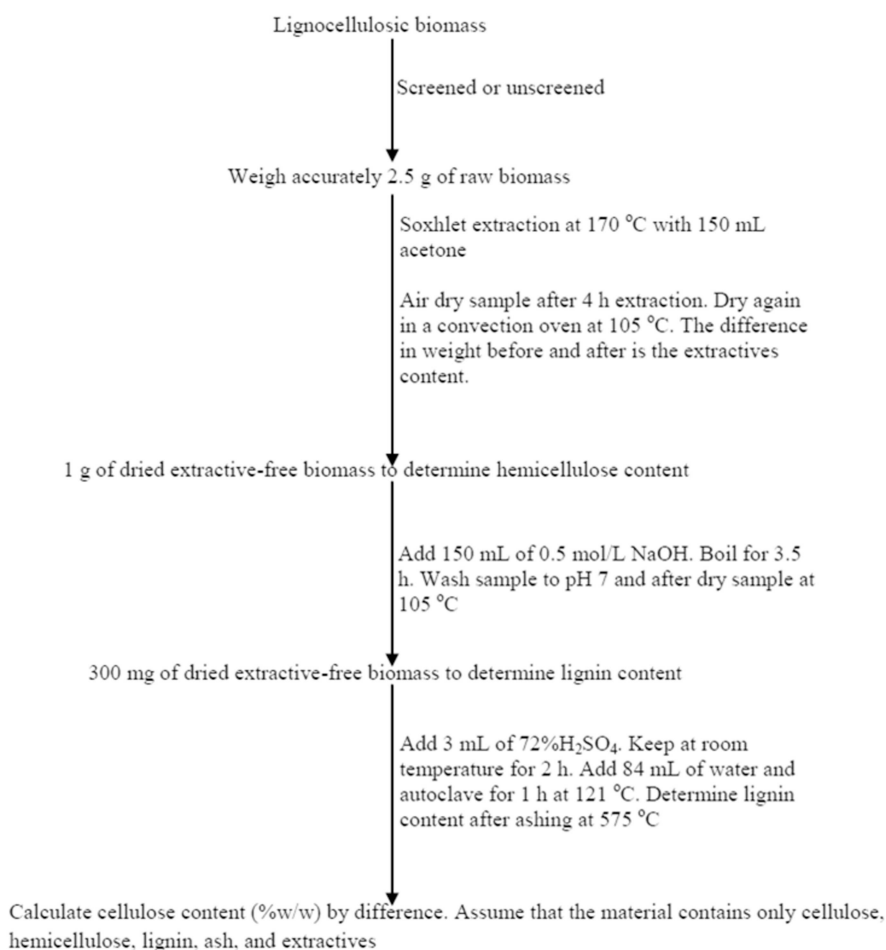 Lignocellulosic biomass
Screened or unscreened
Weigh accurately 2.5 g of raw biomass
Soxhlet extraction at 170 °C with 150 mL
acetone
Air dry sample after 4 h extraction. Dry again
in a convection oven at 105 °C. The difference
in weight before and after is the extractives
content.
1 g of dried extractive-free biomass to determine hemicellulose content
Add 150 mL of 0.5 mol/L NaOH. Boil for 3.5
h. Wash sample to pH 7 and after dry sample at
105 °C
300 mg of dried extractive-free biomass to determine lignin content
Add 3 mL of 72%H₂SO₄. Keep at room
temperature for 2 h. Add 84 mL of water and
autoclave for 1 h at 121 °C. Determine lignin
content after ashing at 575 °C
Calculate cellulose content (%w/w) by difference. Assume that the material contains only cellulose,
hemicellulose, lignin, ash, and extractives